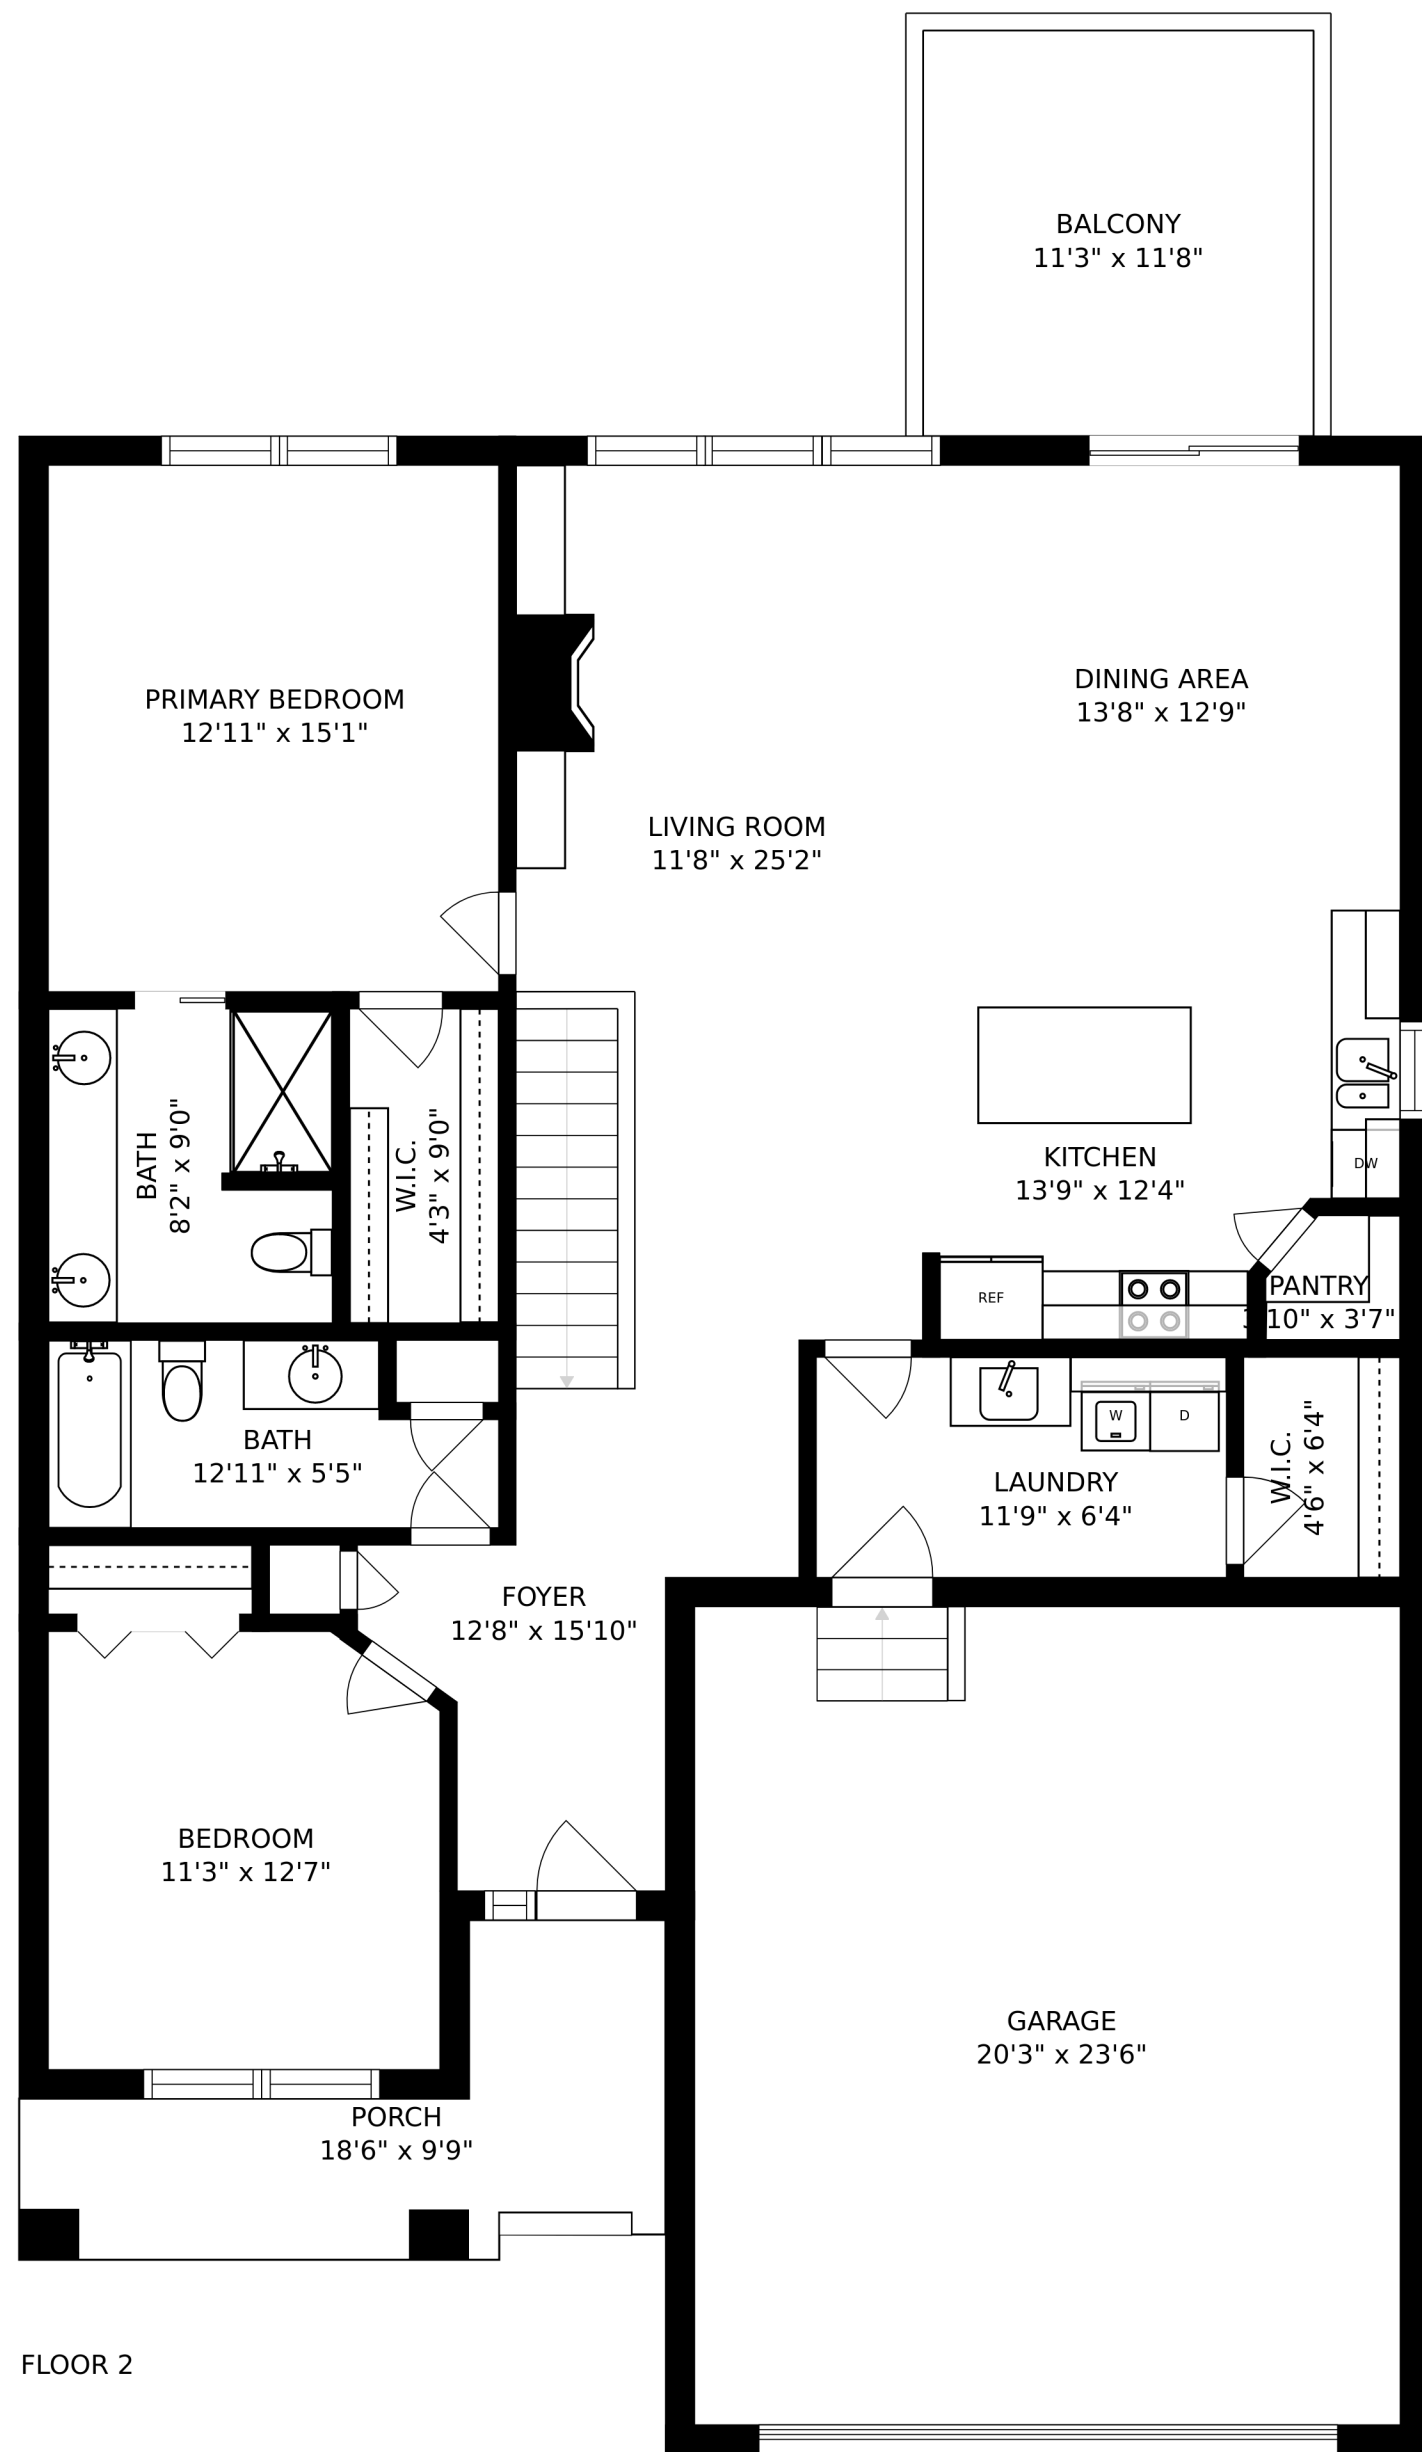 BALCONY
11'3" x 11'8"
PRIMARY BEDROOM
12'11" x 15'1"
DINING AREA
13'8" x 12'9"
LIVING ROOM
11'8" x 25'2"
BATH
8'2" x 9'0"
W.I.C.
4'3" x 9'0"
KITCHEN
13'9" x 12'4"
DW
REF
PANTRY
10" x 3'7"
BATH
12'11" x 5'5"
W
D
LAUNDRY
11'9" x 6'4"
W.I.C.
4'6" x 6'4"
FOYER
12'8" x 15'10"
BEDROOM
11'3" x 12'7"
GARAGE
20'3" x 23'6"
PORCH
18'6" x 9'9"
FLOOR 2